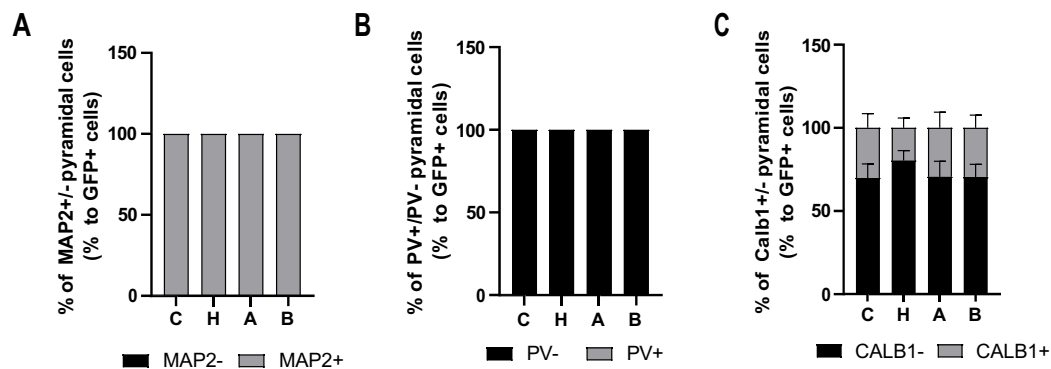 A
% of MAP2+/- pyramidal cells
(% to GFP+ cells)
150
100
50
0
C H A B
MAP2- MAP2+
B
% of PV+/PV- pyramidal cells
(% to GFP+ cells)
150
100
50
0
C H A B
PV- PV+
C
% of Calb1+/- pyramidal cells
(% to GFP+ cells)
150
100
50
0
C H A B
CALB1- CALB1+